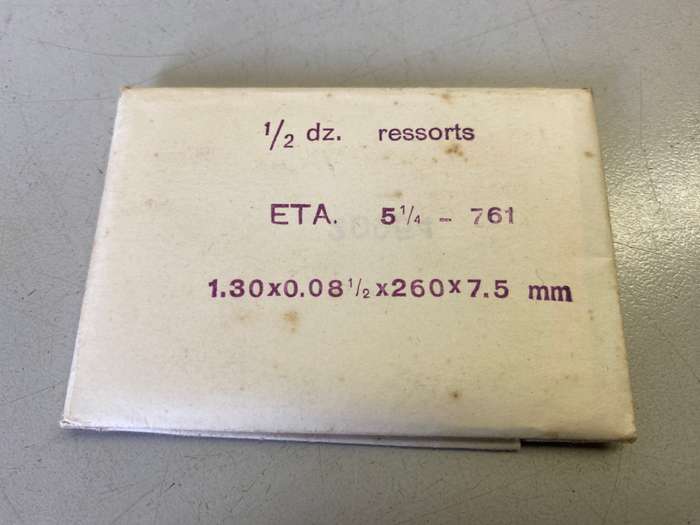 1/2 dz. ressorts
ETA. 5 1/4 - 761
1.30x0.08 1/2 x260x7.5 mm